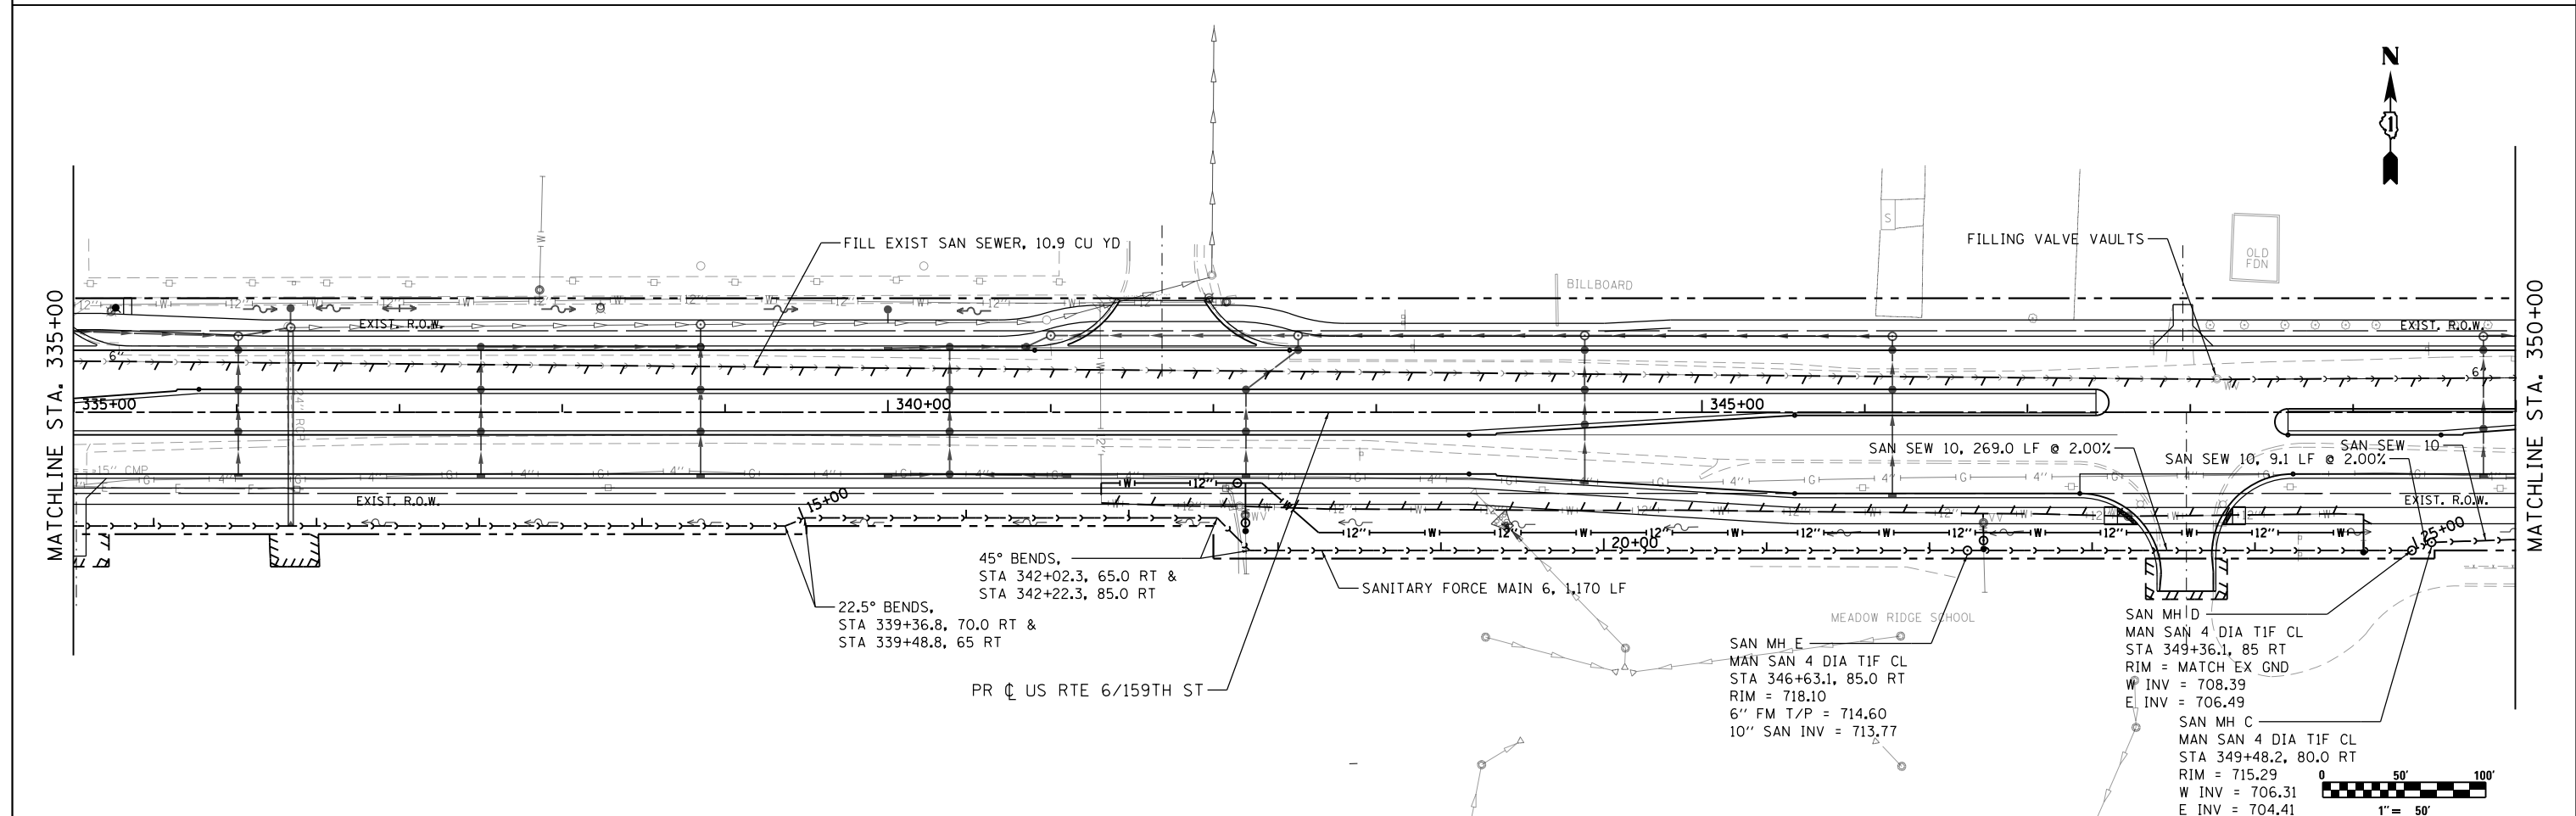 N
MATCHLINE STA. 335+00
MATCHLINE STA. 350+00
FILL EXIST SAN SEWER, 10.9 CU YD
FILLING VALVE VAULTS
BILLBOARD
S
OLD
FDN
EXIST. R.O.W.
EXIST. R.O.W.
6"
6"
335+00
340+00
345+00
24" RCP
15" CMP
SAN SEW 10, 269.0 LF @ 2.00%
SAN SEW 10, 9.1 LF @ 2.00%
SAN SEW 10
EXIST. R.O.W.
EXIST. R.O.W.
15+00
20+00
25+00
45° BENDS,
STA 342+02.3, 65.0 RT &
STA 342+22.3, 85.0 RT
22.5° BENDS,
STA 339+36.8, 70.0 RT &
STA 339+48.8, 65 RT
SANITARY FORCE MAIN 6, 1,170 LF
PR ℄ US RTE 6/159TH ST
MEADOW RIDGE SCHOOL
SAN MH E
MAN SAN 4 DIA T1F CL
STA 346+63.1, 85.0 RT
RIM = 718.10
6" FM T/P = 714.60
10" SAN INV = 713.77
SAN MH D
MAN SAN 4 DIA T1F CL
STA 349+36.1, 85 RT
RIM = MATCH EX GND
W INV = 708.39
E INV = 706.49
SAN MH C
MAN SAN 4 DIA T1F CL
STA 349+48.2, 80.0 RT
RIM = 715.29
W INV = 706.31
E INV = 704.41
0 50' 100'
1" = 50'